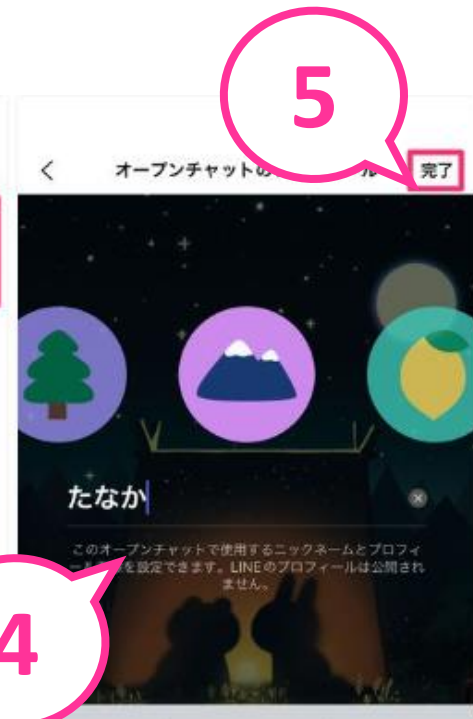 5
オープンチャットの
ル
完了
たなか
このオープンチャットで使用するニックネームとプロフィ
ー
を設定できます。LINEのプロフィールは公開され
ません。
4